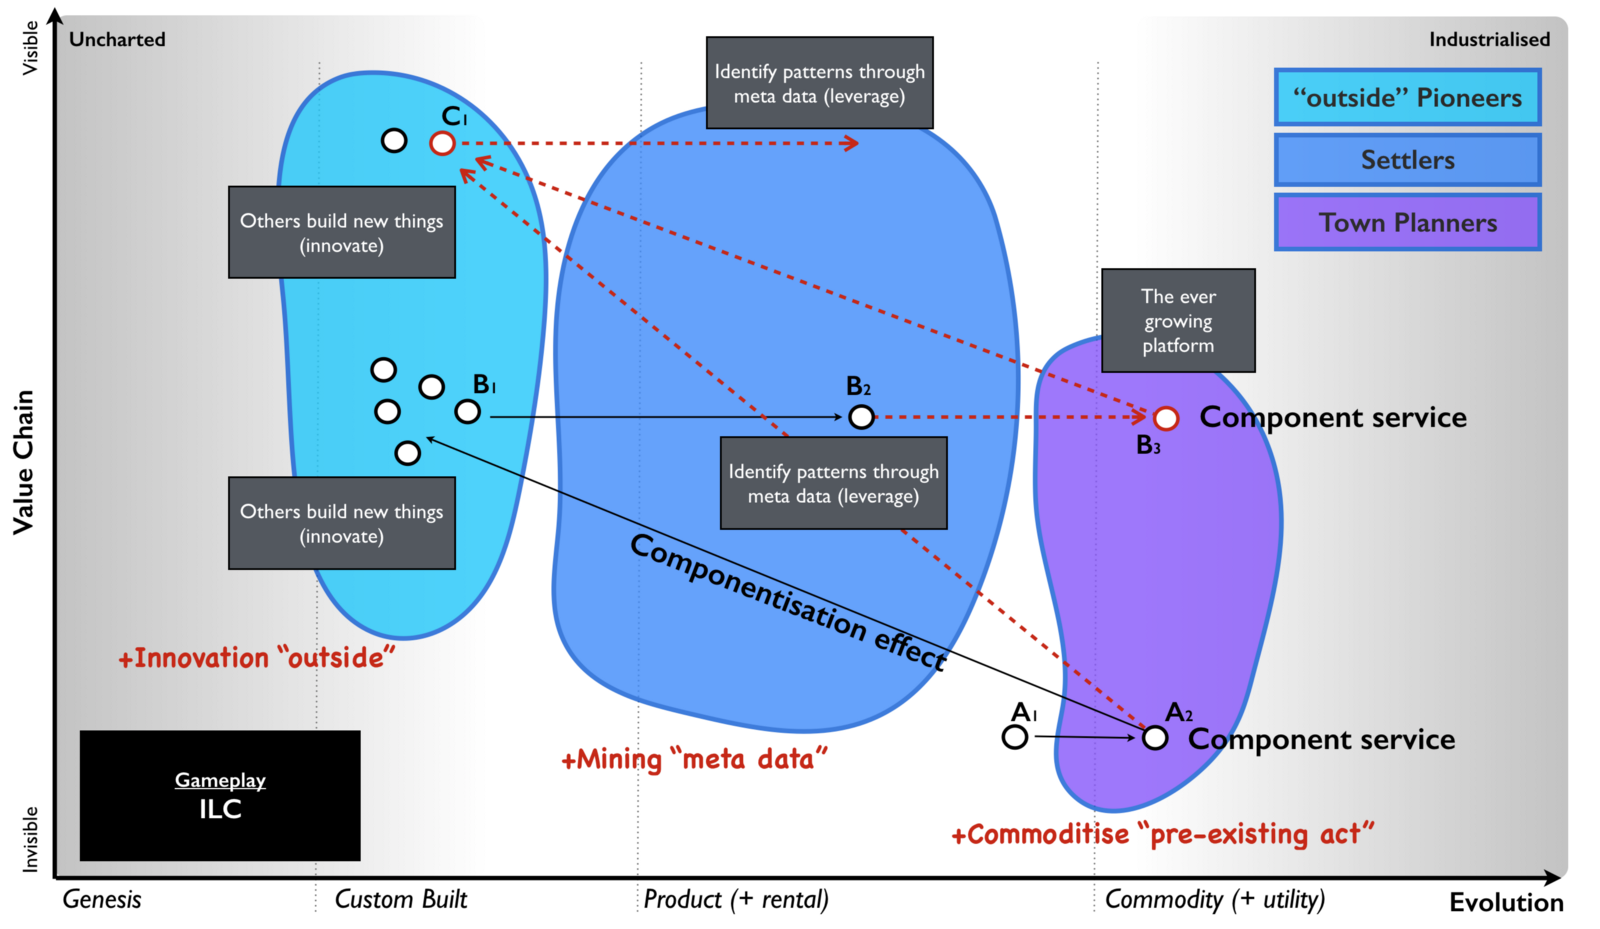 Visible
Uncharted
Industrialised
Identify patterns through
meta data (leverage)
“outside” Pioneers
Settlers
Town Planners
C1
Others build new things
(innovate)
The ever
growing
platform
Value Chain
B1
B2
B3
Component service
Identify patterns through
meta data (leverage)
Others build new things
(innovate)
Componentisation effect
+Innovation “outside”
A1
A2
Component service
+Mining “meta data”
Gameplay
ILC
+Commoditise “pre-existing act”
Invisible
Genesis
Custom Built
Product (+ rental)
Commodity (+ utility)
Evolution